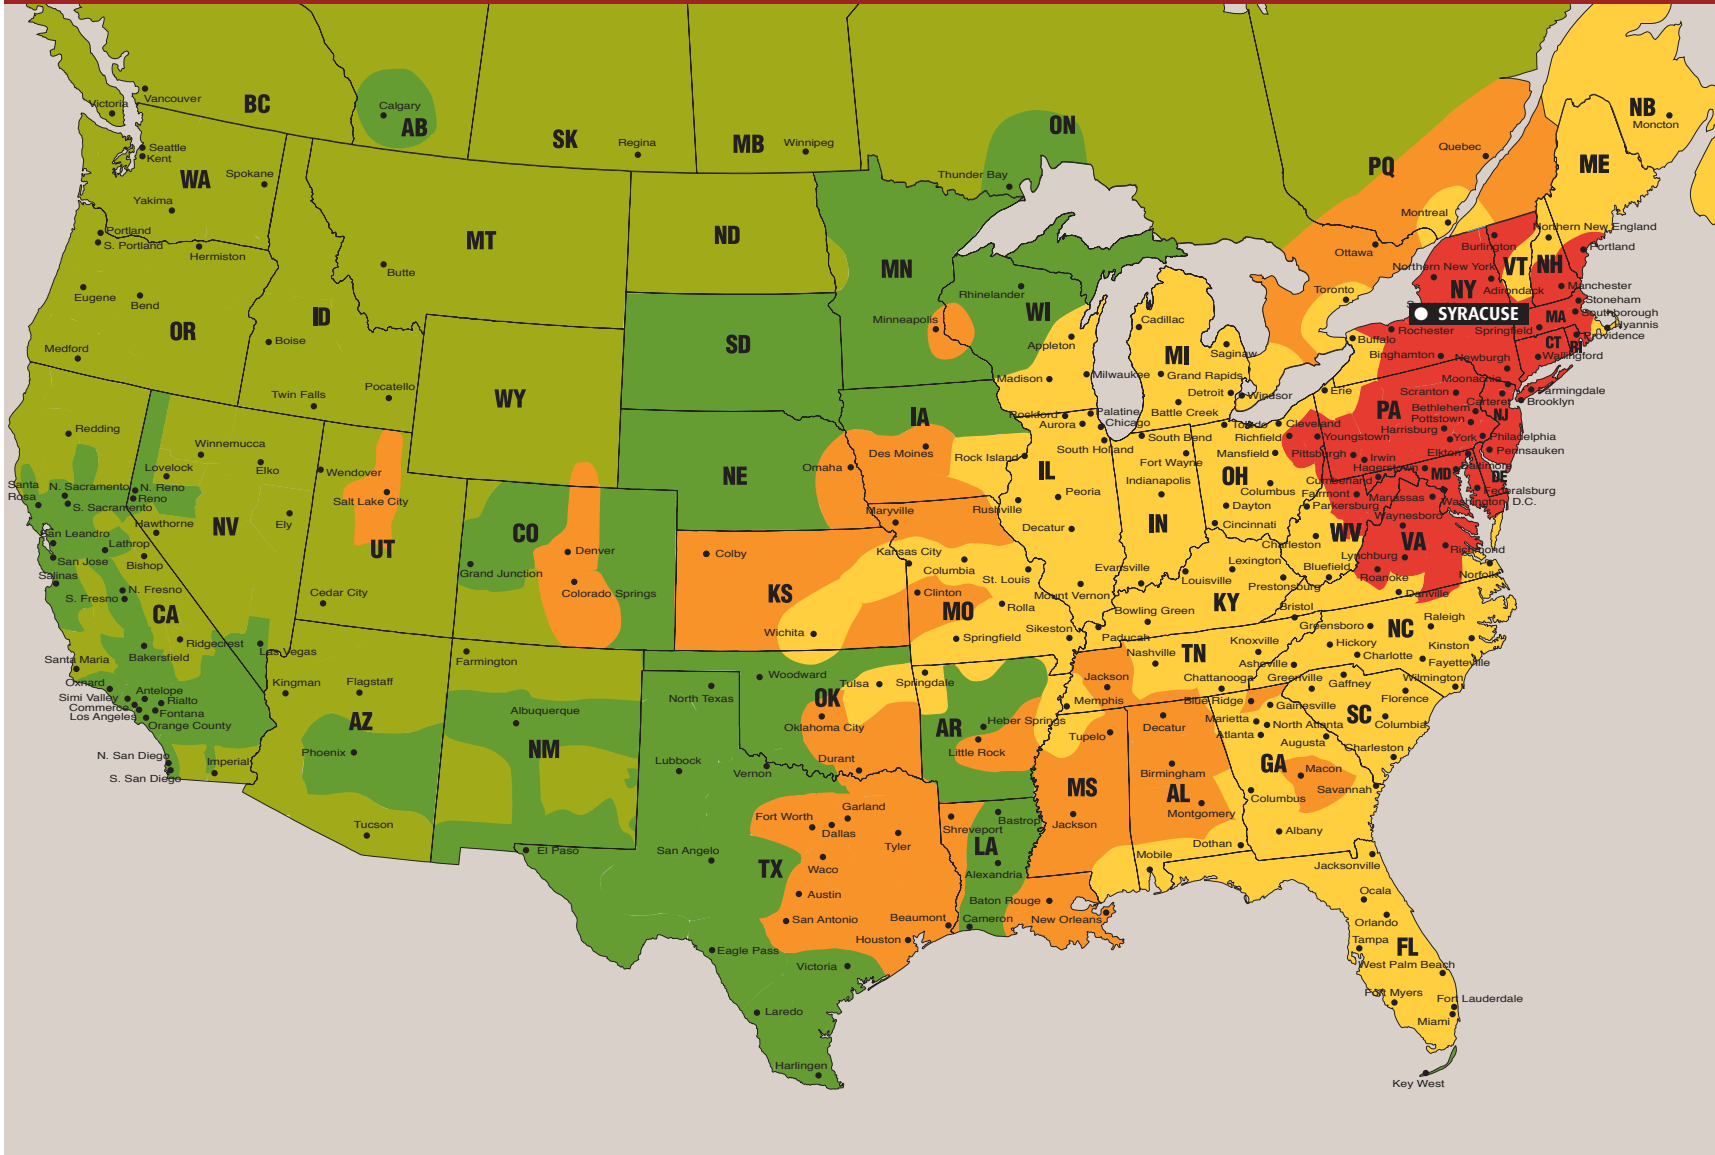 BC
Vancouver
Victoria
Calgary
AB
SK
Regina
MB
Winnipeg
ON
Thunder Bay
PQ
Quebec
Montreal
Ottawa
Toronto
NB
Moncton
ME
Seattle
Kent
WA
Spokane
Yakima
Portland
S. Portland
Hermiston
Eugene
Bend
OR
Medford
ID
Boise
Twin Falls
Pocatello
MT
Butte
WY
ND
SD
NE
Omaha
MN
Minneapolis
WI
Rhinelander
Appleton
Madison
Milwaukee
MI
Cadillac
Saginaw
Grand Rapids
Detroit
Windsor
Battle Creek
IA
Des Moines
Rock Island
Rockford
Palatine
Aurora
Chicago
South Holland
IL
Peoria
Rushville
Decatur
Mount Vernon
South Bend
Fort Wayne
Indianapolis
IN
Evansville
Toledo
Cleveland
Richfield
Youngstown
Mansfield
OH
Columbus
Dayton
Cincinnati
Northern New England
Portland
Burlington
VT
NH
Northern New York
NY
Adirondack
Manchester
Stoneham
SYRACUSE
MA
Southborough
Hyannis
Rochester
Springfield
Providence
CT
RI
Wallingford
Buffalo
Binghamton
Newburgh
Moonachie
Farmingdale
Brooklyn
Erie
PA
Scranton
Carteret
Bethlehem
NJ
Pottstown
Harrisburg
York
Philadelphia
Pennsauken
Pittsburgh
Irwin
Elkton
Hagerstown
MD
Baltimore
DE
Cumberland
Federalsburg
Fairmont
Manassas
Washington D.C.
Parkersburg
WV
Waynesboro
VA
Charleston
Lynchburg
Richmond
Bluefield
Roanoke
Norfolk
Danville
Redding
Winnemucca
Elko
Lovelock
Santa
Rosa
N. Sacramento
N. Reno
Reno
S. Sacramento
Hawthorne
NV
Ely
San Leandro
Lathrop
San Jose
Bishop
Salinas
N. Fresno
S. Fresno
CA
Ridgecrest
Bakersfield
Las Vegas
Santa Maria
Oxnard
Antelope
Simi Valley
Rialto
Commerce
Fontana
Los Angeles
Orange County
N. San Diego
S. San Diego
Imperial
Wendover
Salt Lake City
UT
Cedar City
CO
Denver
Grand Junction
Colorado Springs
Kingman
Flagstaff
AZ
Phoenix
Tucson
Farmington
Albuquerque
NM
Colby
KS
Wichita
Maryville
Kansas City
Columbia
St. Louis
Clinton
MO
Rolla
Springfield
Sikeston
Lexington
Louisville
Prestonsburg
KY
Bowling Green
Paducah
Bristol
Knoxville
Nashville
TN
Jackson
Chattanooga
Memphis
Greensboro
NC
Raleigh
Hickory
Kinston
Charlotte
Fayetteville
Asheville
Wilmington
Greenville
Gaffney
Florence
SC
Columbia
Charleston
Woodward
Tulsa
OK
Oklahoma City
Durant
Springdale
AR
Heber Springs
Little Rock
North Texas
Lubbock
Vernon
Garland
Fort Worth
Dallas
Tyler
El Paso
San Angelo
TX
Waco
Austin
San Antonio
Beaumont
Houston
Eagle Pass
Victoria
Laredo
Harlingen
Shreveport
Bastrop
LA
Alexandria
Baton Rouge
Cameron
New Orleans
Tupelo
MS
Jackson
Decatur
Birmingham
AL
Montgomery
Dothan
Mobile
Blue Ridge
Gainesville
Marietta
North Atlanta
Atlanta
Augusta
GA
Macon
Savannah
Columbus
Albany
Jacksonville
Ocala
Orlando
Tampa
FL
West Palm Beach
Fort Myers
Fort Lauderdale
Miami
Key West